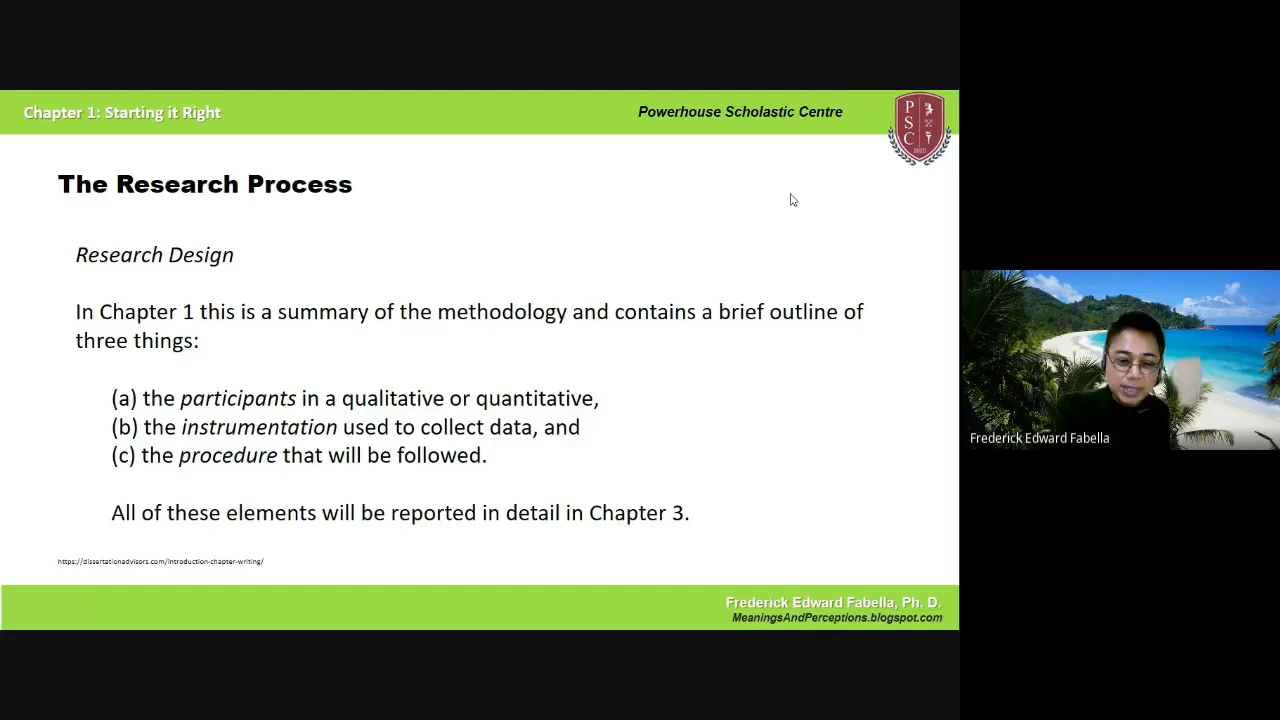 Chapter 1: Starting it Right
Powerhouse Scholastic Centre
P
S
C
2020
The Research Process
Research Design
In Chapter 1 this is a summary of the methodology and contains a brief outline of
three things:
(a) the participants in a qualitative or quantitative,
(b) the instrumentation used to collect data, and
(c) the procedure that will be followed.
All of these elements will be reported in detail in Chapter 3.
https://dissertationadvisors.com/introduction-chapter-writing/
Frederick Edward Fabella, Ph. D.
MeaningsAndPerceptions.blogspot.com
Frederick Edward Fabella